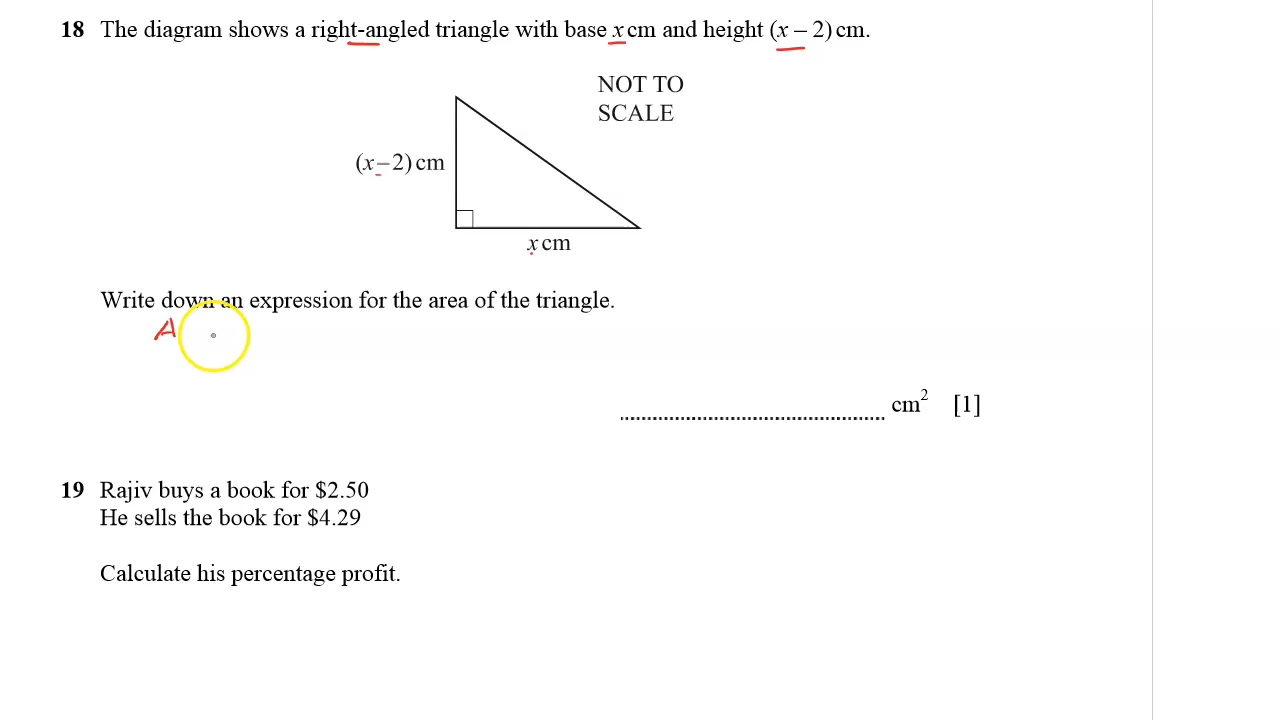 18 The diagram shows a right-angled triangle with base x cm and height (x – 2) cm.
NOT TO
SCALE
(x – 2) cm
x cm
Write down an expression for the area of the triangle.
A
........................................... cm² [1]
19 Rajiv buys a book for $2.50
He sells the book for $4.29
Calculate his percentage profit.